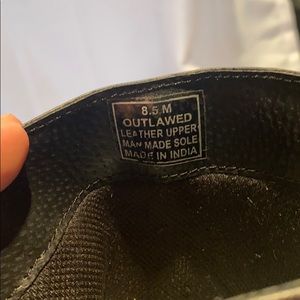 8.5 M
OUTLAWED
LEATHER UPPER
MAN MADE SOLE
MADE IN INDIA